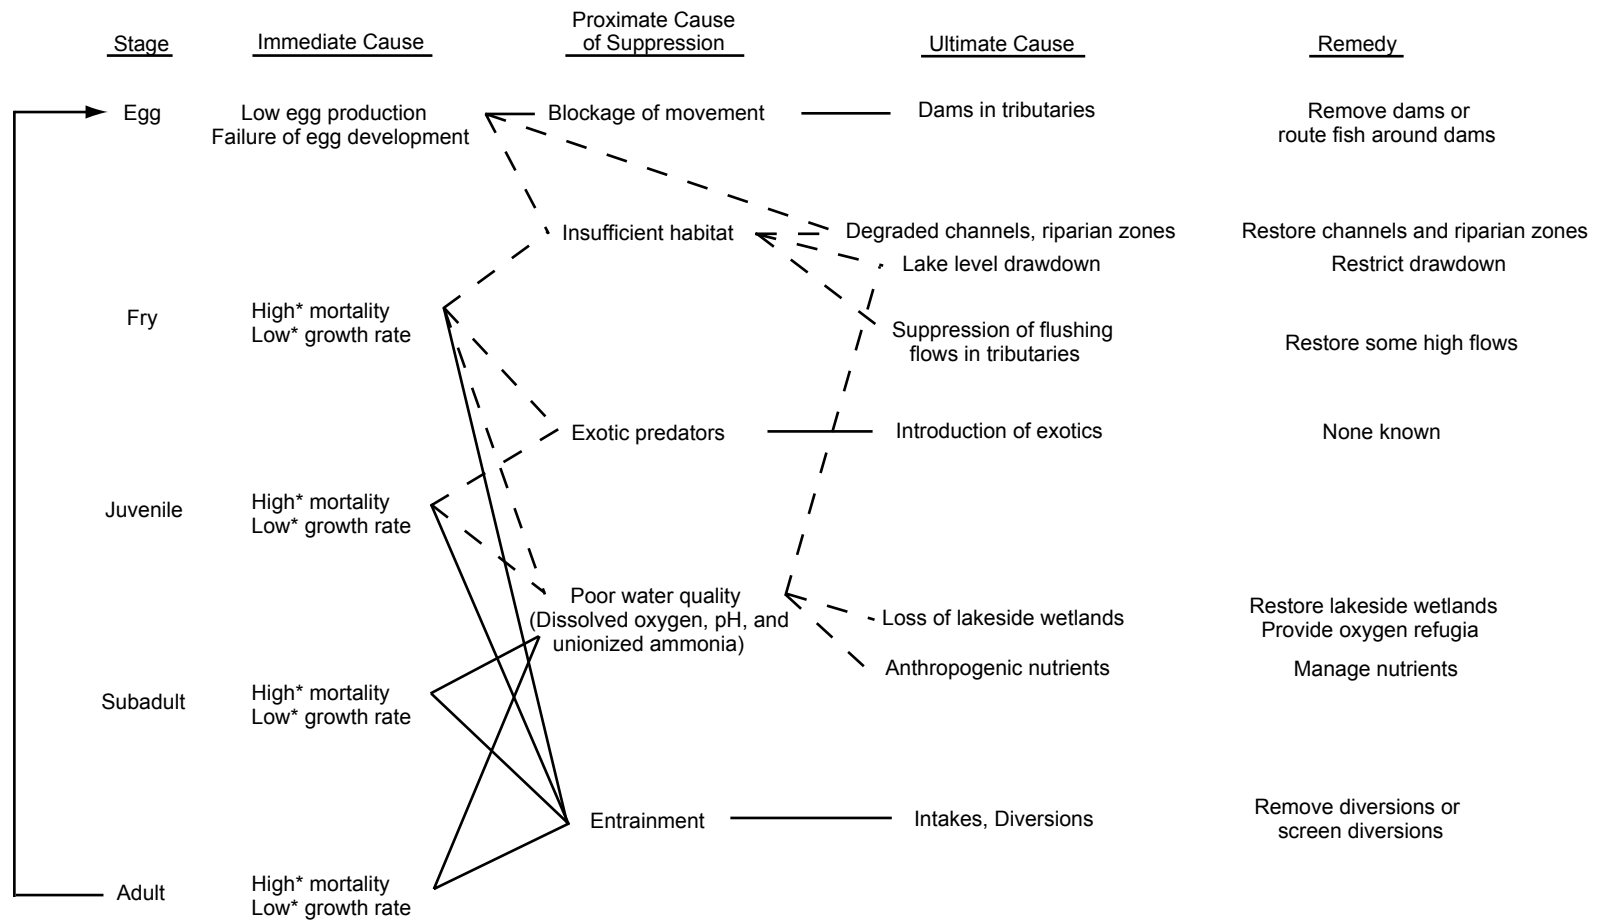 Stage
Immediate Cause
Proximate Cause
of Suppression
Ultimate Cause
Remedy
Egg
Low egg production
Failure of egg development
Blockage of movement
Dams in tributaries
Remove dams or
route fish around dams
Insufficient habitat
Degraded channels, riparian zones
Restore channels and riparian zones
Lake level drawdown
Restrict drawdown
Fry
High* mortality
Low* growth rate
Suppression of flushing
flows in tributaries
Restore some high flows
Exotic predators
Introduction of exotics
None known
Juvenile
High* mortality
Low* growth rate
Poor water quality
(Dissolved oxygen, pH, and
unionized ammonia)
Loss of lakeside wetlands
Restore lakeside wetlands
Provide oxygen refugia
Anthropogenic nutrients
Manage nutrients
Subadult
High* mortality
Low* growth rate
Entrainment
Intakes, Diversions
Remove diversions or
screen diversions
Adult
High* mortality
Low* growth rate